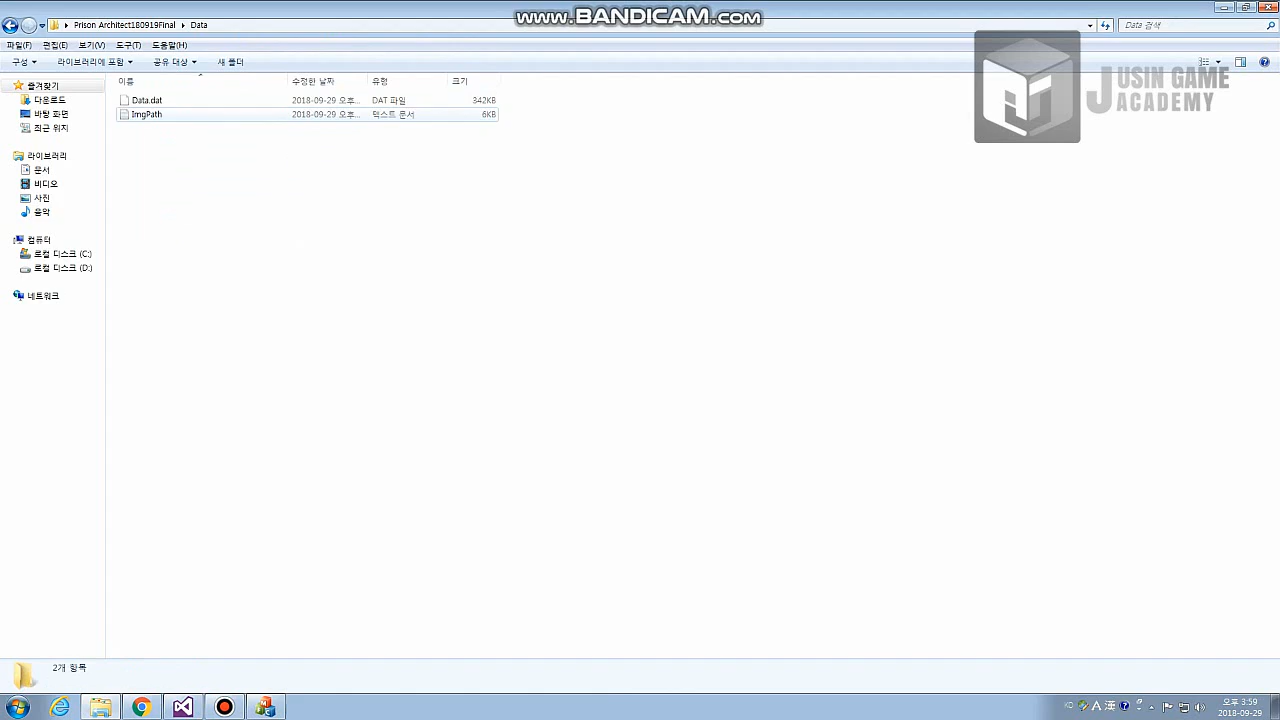 www.BANDICAM.com
Prison Architect180919Final ▸ Data
Data 검색
파일(F) 편집(E) 보기(V) 도구(T) 도움말(H)
구성 라이브러리에 포함 공유 대상 새 폴더
JUSIN GAME
ACADEMY
이름 수정한 날짜 유형 크기
Data.dat 2018-09-29 오후... DAT 파일 342KB
ImgPath 2018-09-29 오후... 텍스트 문서 6KB
즐겨찾기
다운로드
바탕 화면
최근 위치
라이브러리
문서
비디오
사진
음악
컴퓨터
로컬 디스크 (C:)
로컬 디스크 (D:)
네트워크
2개 항목
A 漢
오후 3:59
2018-09-29